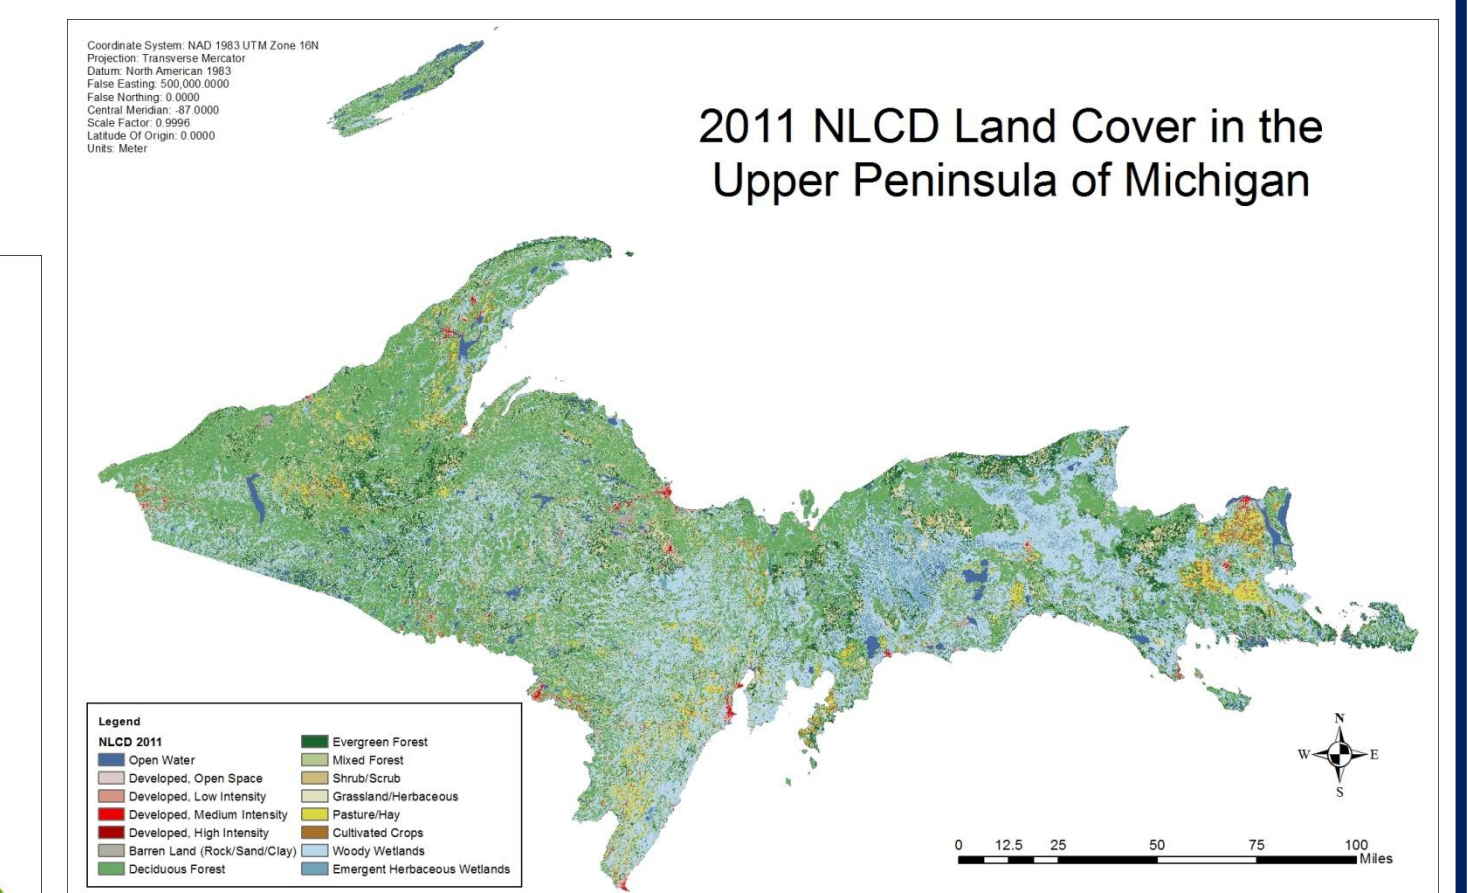 Coordinate System: NAD 1983 UTM Zone 16N
Projection: Transverse Mercator
Datum: North American 1983
False Easting: 500,000.0000
False Northing: 0.0000
Central Meridian: -87.0000
Scale Factor: 0.9996
Latitude Of Origin: 0.0000
Units: Meter
2011 NLCD Land Cover in the
Upper Peninsula of Michigan
Legend
NLCD 2011
Open Water
Developed, Open Space
Developed, Low Intensity
Developed, Medium Intensity
Developed, High Intensity
Barren Land (Rock/Sand/Clay)
Deciduous Forest
Evergreen Forest
Mixed Forest
Shrub/Scrub
Grassland/Herbaceous
Pasture/Hay
Cultivated Crops
Woody Wetlands
Emergent Herbaceous Wetlands
N
W E
S
0 12.5 25 50 75 100
Miles